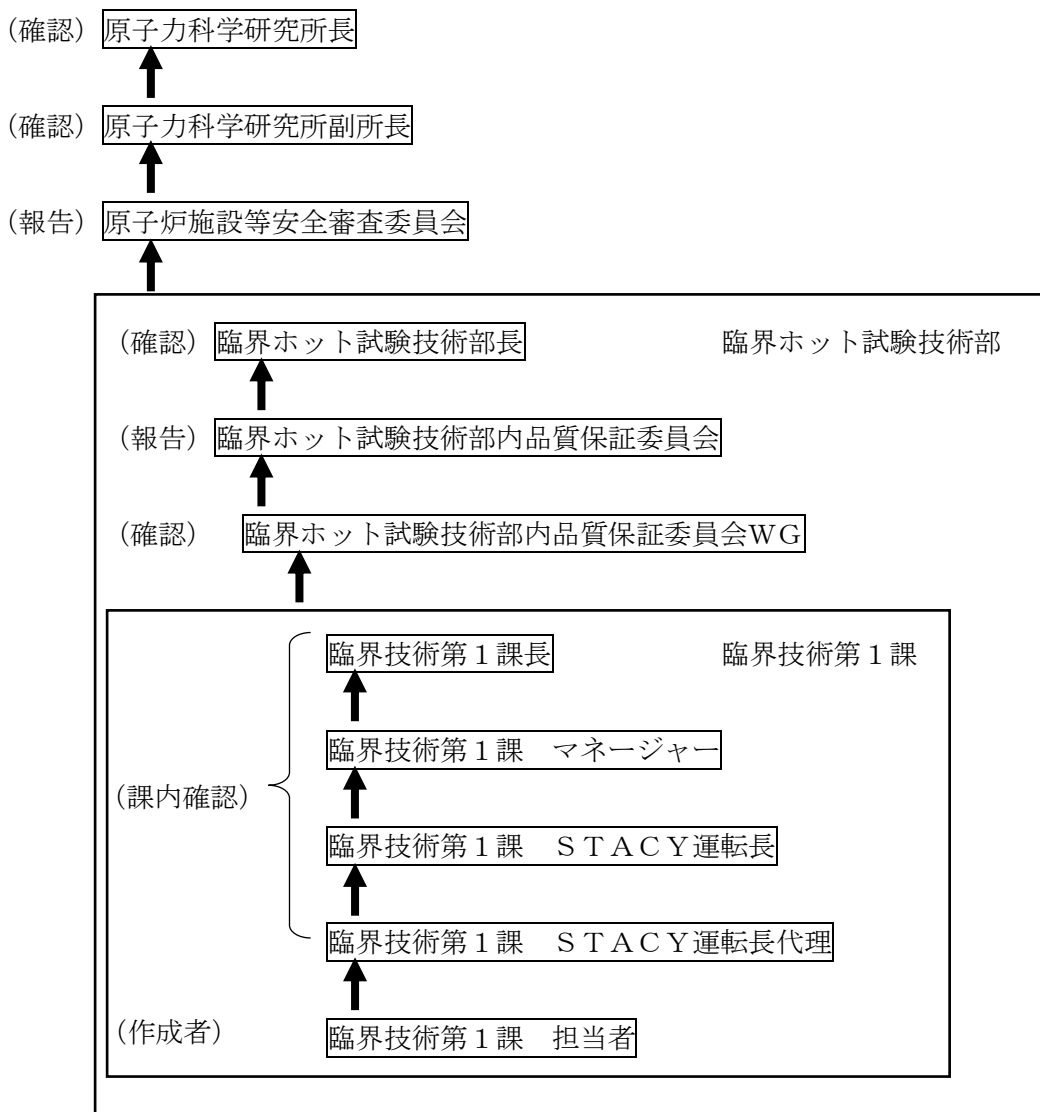 （確認）原子力科学研究所長
（確認）原子力科学研究所副所長
（報告）原子炉施設等安全審査委員会
（確認）臨界ホット試験技術部長　臨界ホット試験技術部
（報告）臨界ホット試験技術部内品質保証委員会
（確認）臨界ホット試験技術部内品質保証委員会ＷＧ
臨界技術第１課長　臨界技術第１課
臨界技術第１課　マネージャー
（課内確認）
臨界技術第１課　ＳＴＡＣＹ運転長
臨界技術第１課　ＳＴＡＣＹ運転長代理
（作成者）臨界技術第１課　担当者